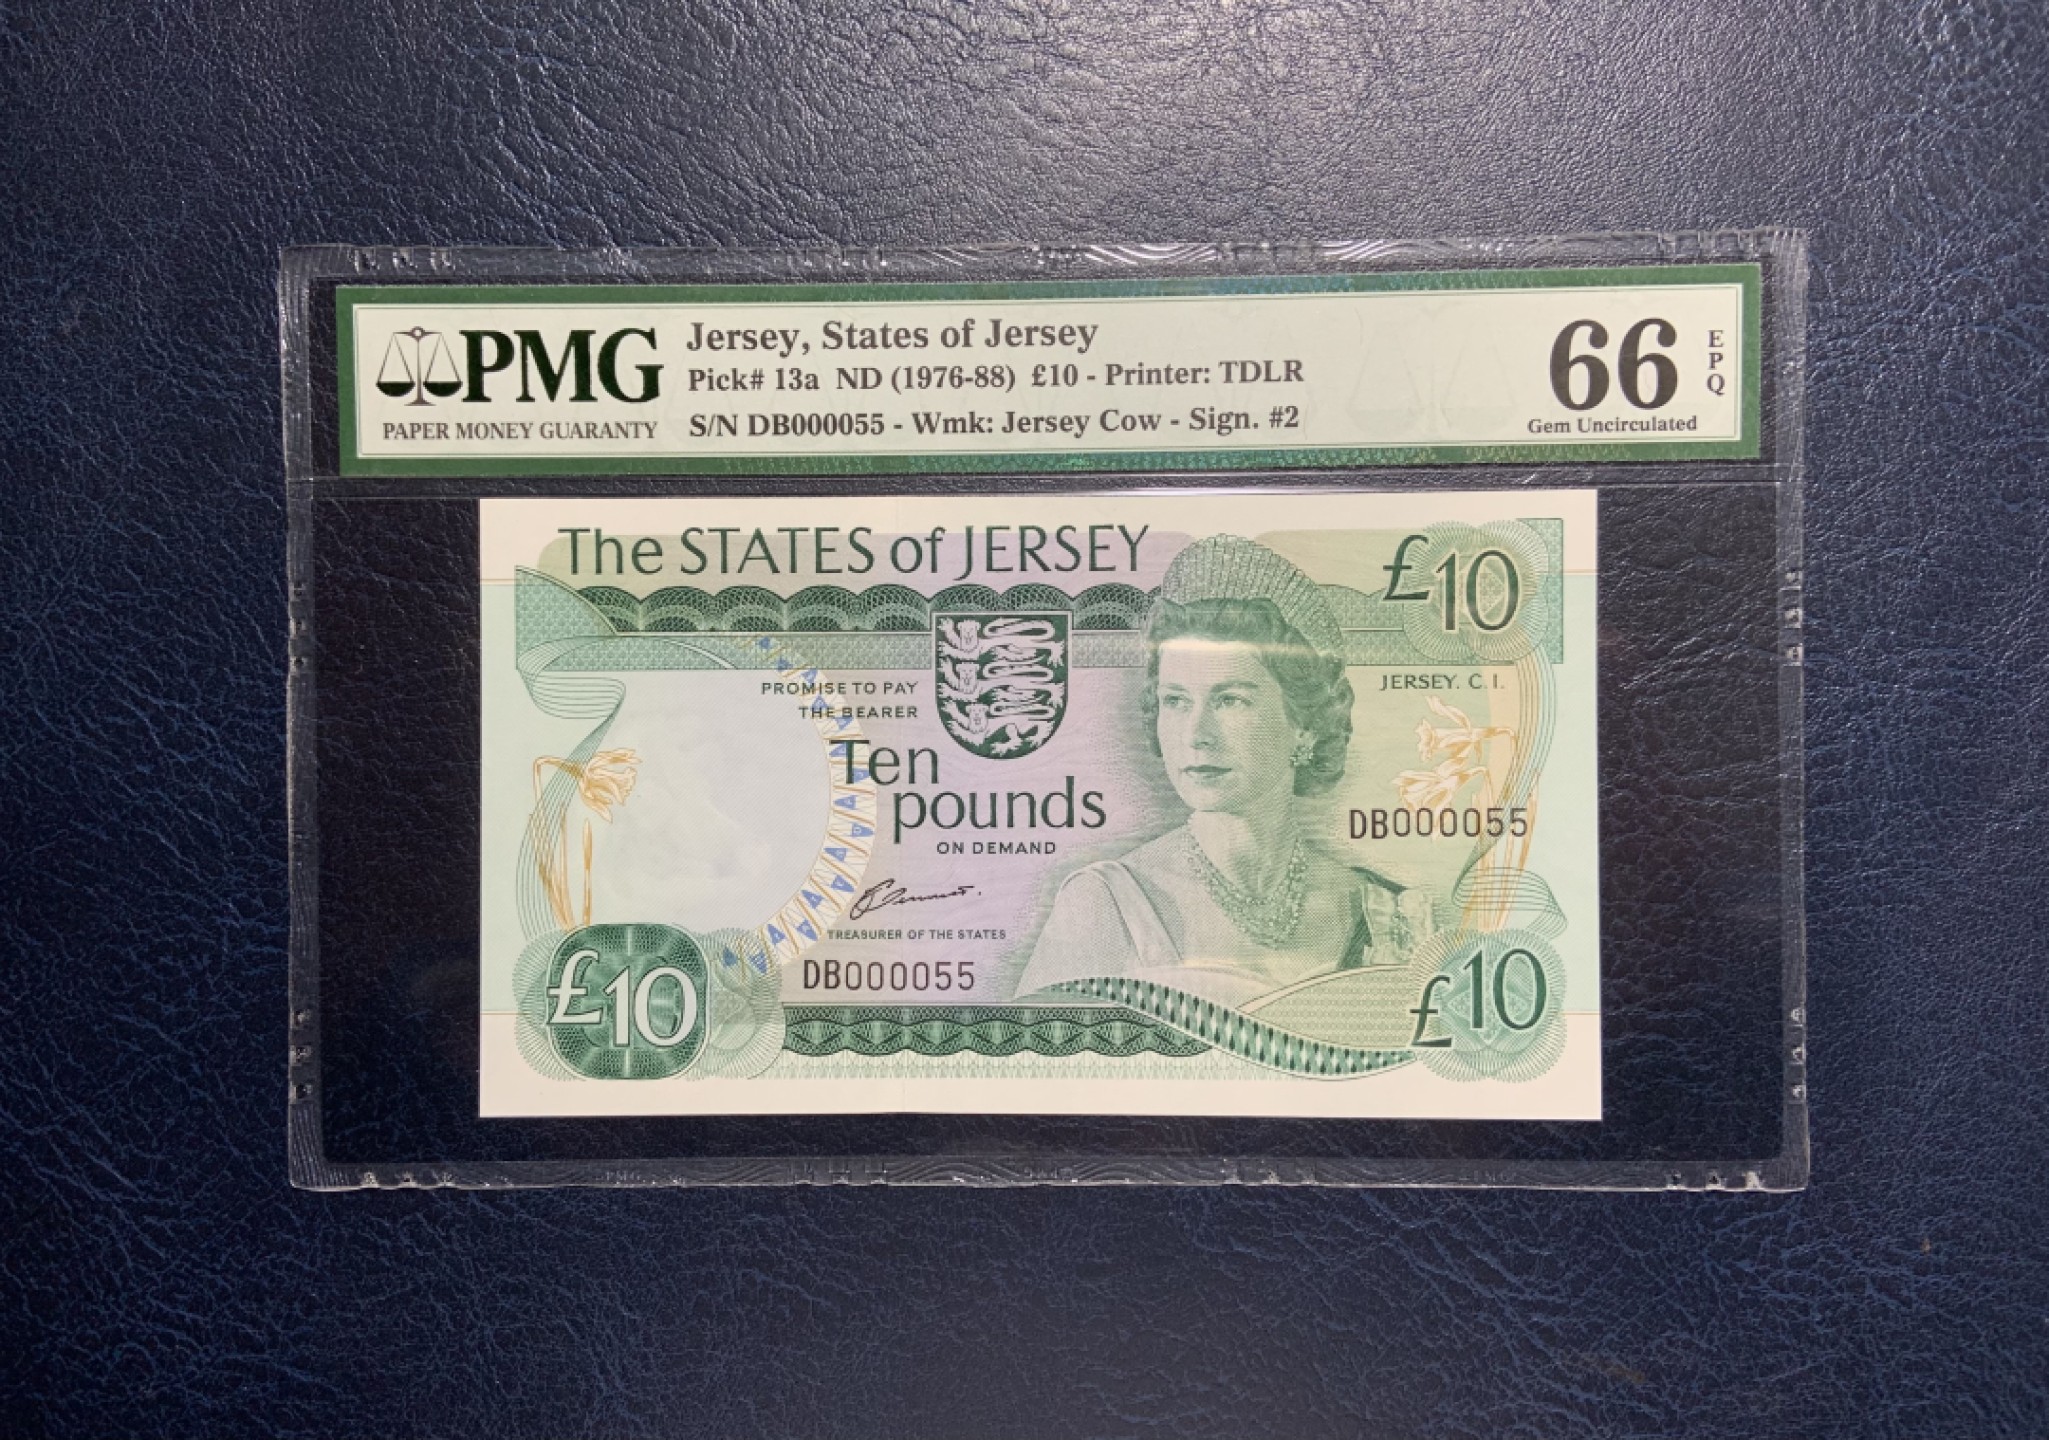 PMG
PAPER MONEY GUARANTY
Jersey, States of Jersey
Pick# 13a ND (1976-88) £10 - Printer: TDLR
S/N DB000055 - Wmk: Jersey Cow - Sign. #2
66
EPQ
Gem Uncirculated
The STATES of JERSEY
£10
PROMISE TO PAY
THE BEARER
JERSEY. C. I.
Ten
pounds
ON DEMAND
DB000055
TREASURER OF THE STATES
DB000055
£10
£10